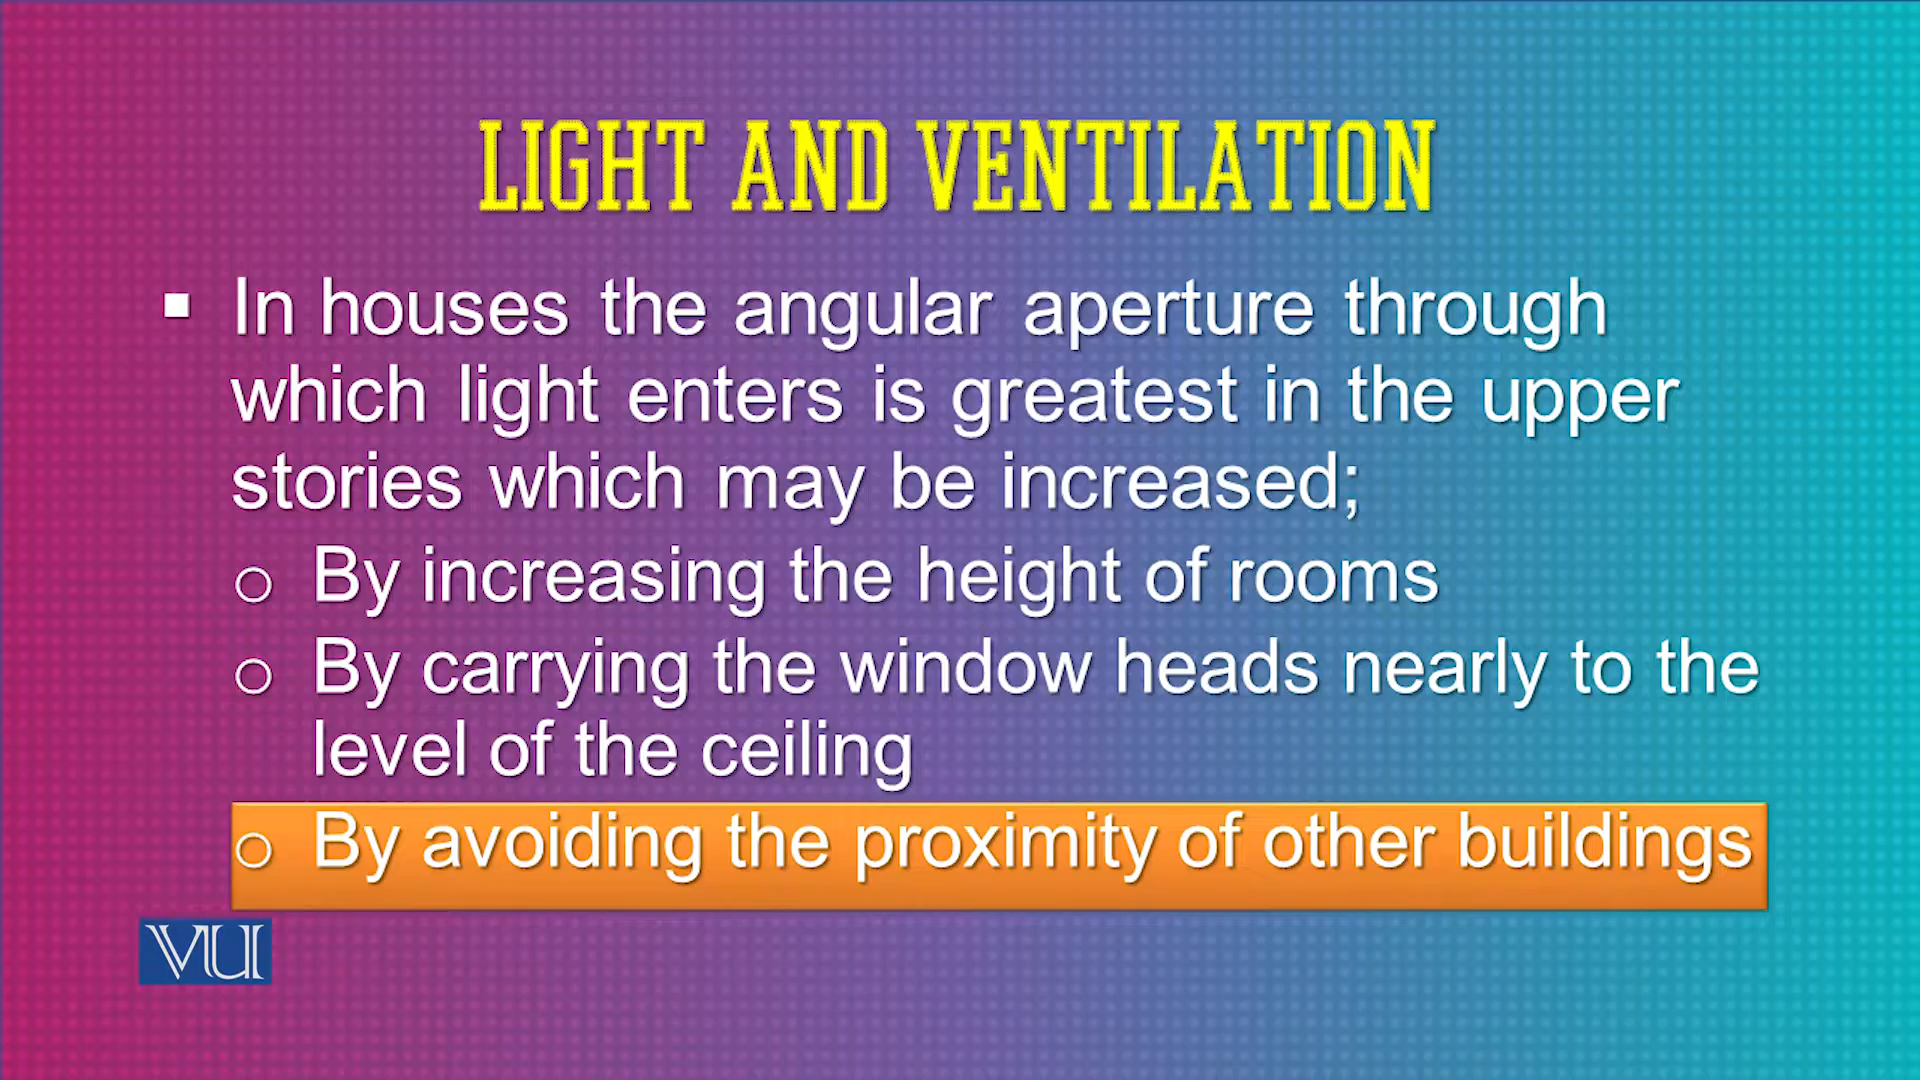 LIGHT AND VENTILATION
▪ In houses the angular aperture through
which light enters is greatest in the upper
stories which may be increased;
o By increasing the height of rooms
o By carrying the window heads nearly to the
level of the ceiling
o By avoiding the proximity of other buildings
VU